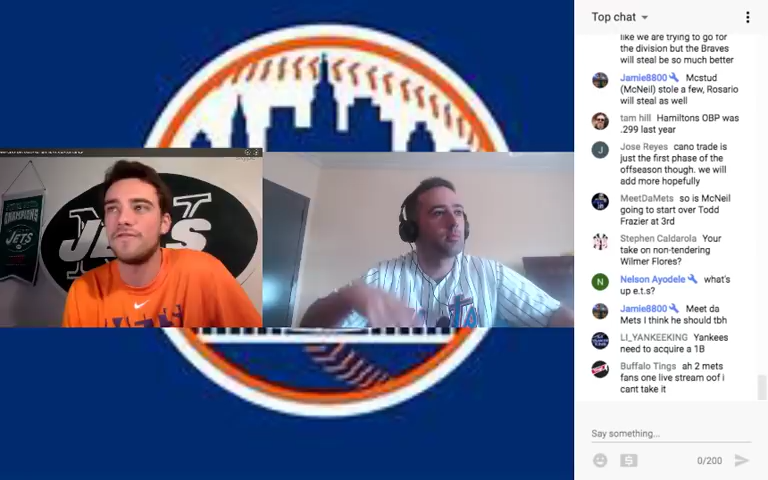 Top chat
like we are trying to go for
the division but the Braves
will steal be so much better
Jamie8800 Mcstud
(McNeil) stole a few, Rosario
will steal as well
tam hill Hamiltons OBP was
.299 last year
Jose Reyes cano trade is
just the first phase of the
offseason though. we will
add more hopefully
MeetDaMets so is McNeil
going to start over Todd
Frazier at 3rd
Stephen Caldarola Your
take on non-tendering
Wilmer Flores?
Nelson Ayodele what's
up e.t.s?
Jamie8800 Meet da
Mets I think he should tbh
LI_YANKEEKING Yankees
need to acquire a 1B
Buffalo Tings ah 2 mets
fans one live stream oof i
cant take it
Say something...
0/200
CHAMPIONS
JETS
JETS